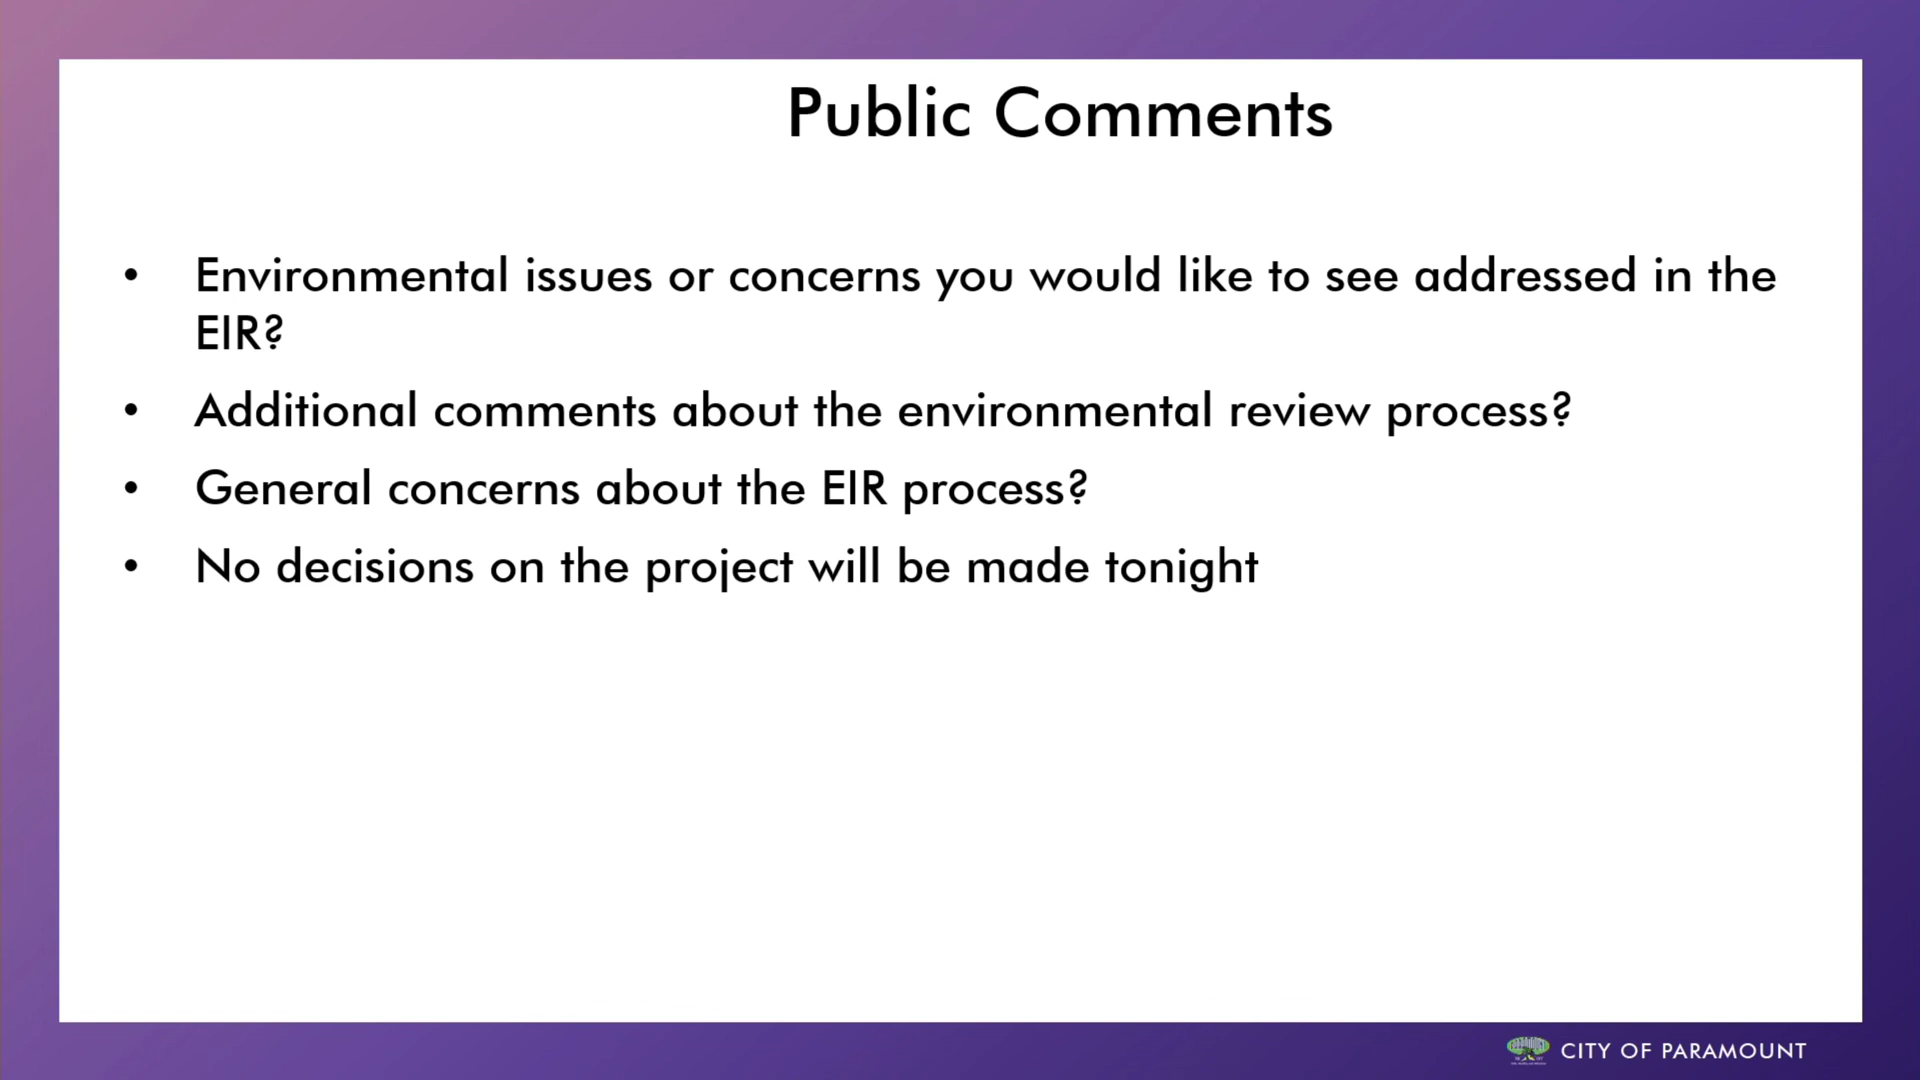 Public Comments
• Environmental issues or concerns you would like to see addressed in the
EIR?
• Additional comments about the environmental review process?
• General concerns about the EIR process?
• No decisions on the project will be made tonight
CITY OF PARAMOUNT